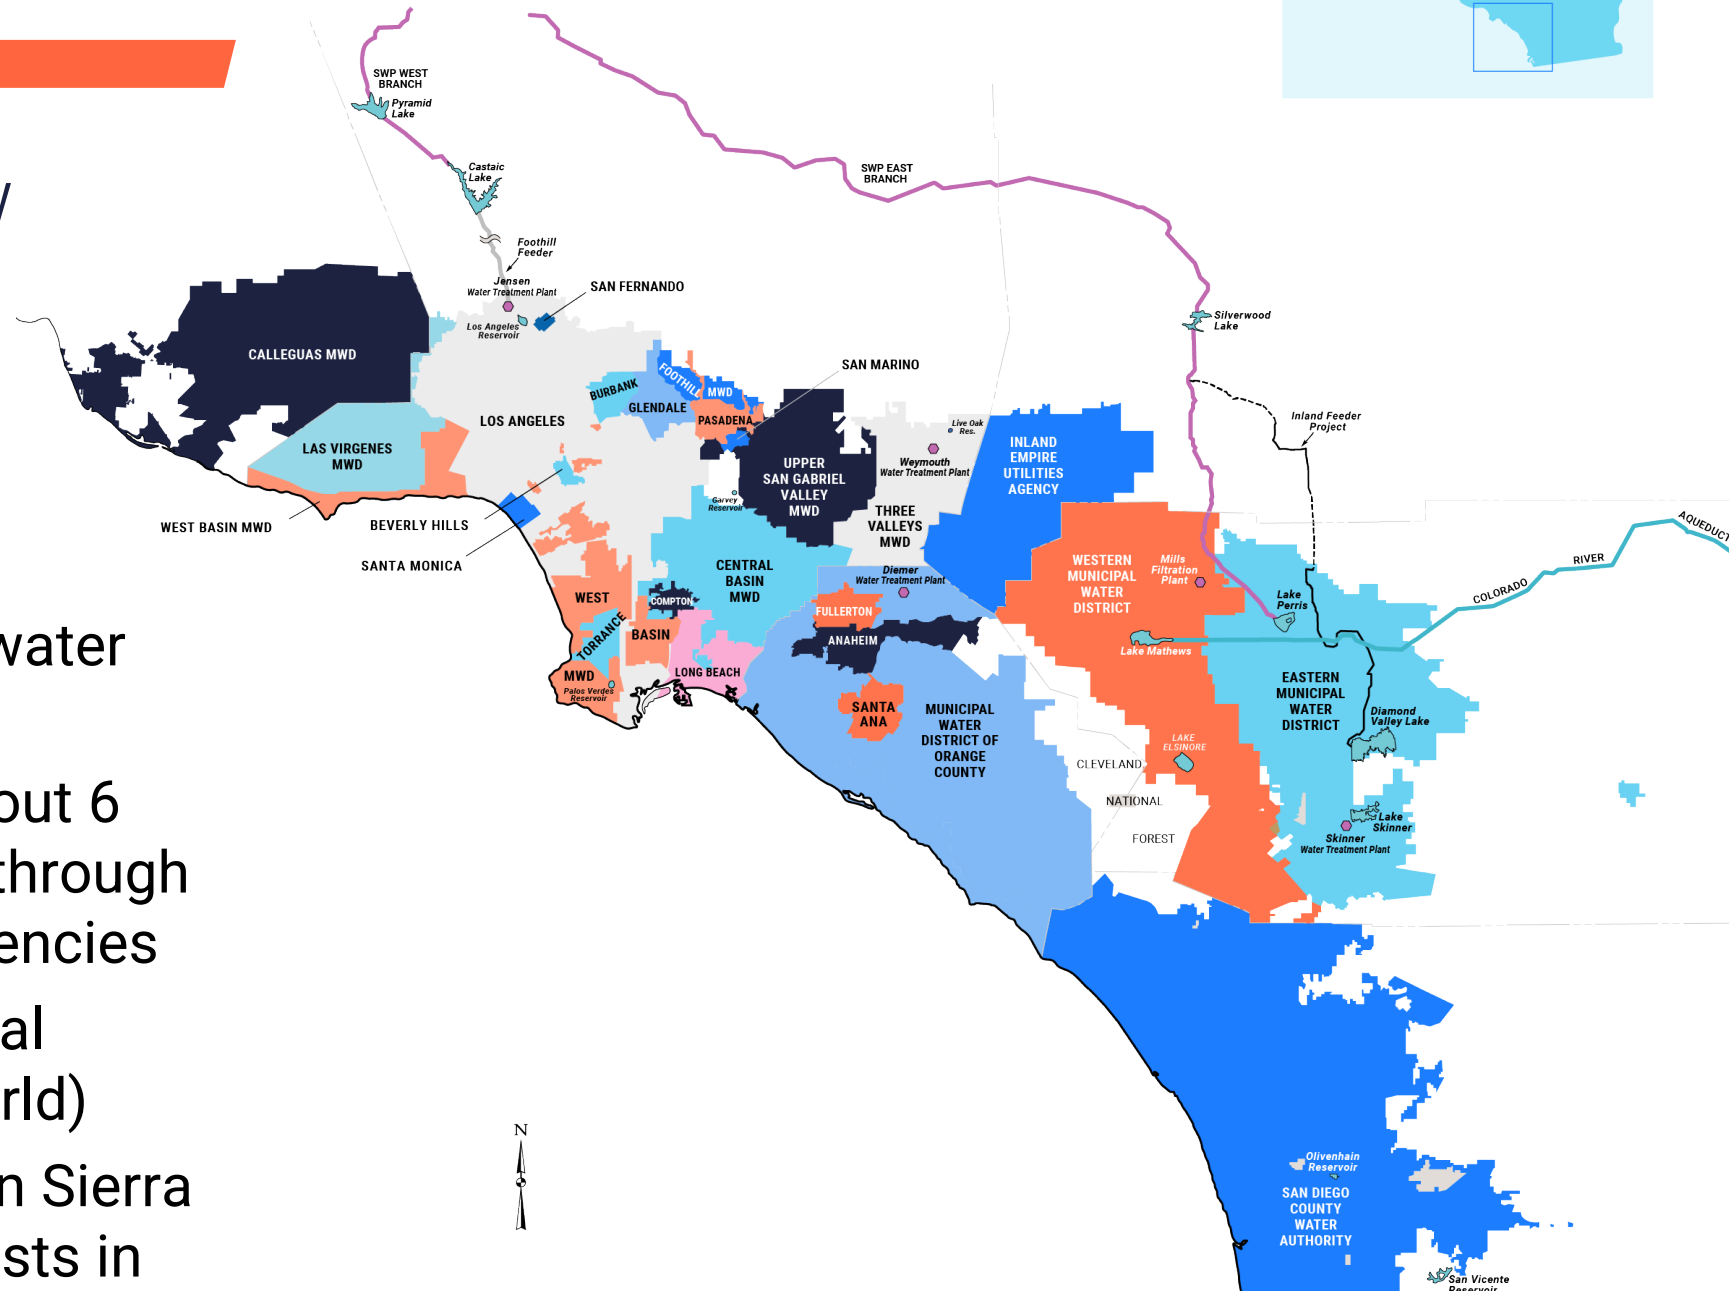 SWP WEST
BRANCH
Pyramid
Lake
Castaic
Lake
SWP EAST
BRANCH
Foothill
Feeder
Jensen
Water Treatment Plant
SAN FERNANDO
Los Angeles
Reservoir
Silverwood
Lake
CALLEGUAS MWD
SAN MARINO
BURBANK
FOOTHILL
MWD
GLENDALE
PASADENA
LOS ANGELES
Live Oak
Res.
Inland Feeder
Project
LAS VIRGENES
MWD
Weymouth
Water Treatment Plant
INLAND
EMPIRE
UTILITIES
AGENCY
UPPER
SAN GABRIEL
VALLEY
MWD
Garvey
Reservoir
WEST BASIN MWD
BEVERLY HILLS
SANTA MONICA
THREE
VALLEYS
MWD
AQUEDUCT
RIVER
COLORADO
CENTRAL
BASIN
MWD
Diemer
Water Treatment Plant
WESTERN
MUNICIPAL
WATER
DISTRICT
Mills
Filtration
Plant
WEST
COMPTON
FULLERTON
Lake
Perris
TORRANCE
BASIN
ANAHEIM
Lake Mathews
water
MWD
Palos Verdes
Reservoir
LONG BEACH
SANTA
ANA
MUNICIPAL
WATER
DISTRICT OF
ORANGE
COUNTY
EASTERN
MUNICIPAL
WATER
DISTRICT
Diamond
Valley Lake
LAKE
ELSINORE
CLEVELAND
NATIONAL
FOREST
out 6
through
encies
Lake
Skinner
Skinner
Water Treatment Plant
al
rld)
N
n Sierra
sts in
Olivenhain
Reservoir
SAN DIEGO
COUNTY
WATER
AUTHORITY
San Vicente
Reservoir